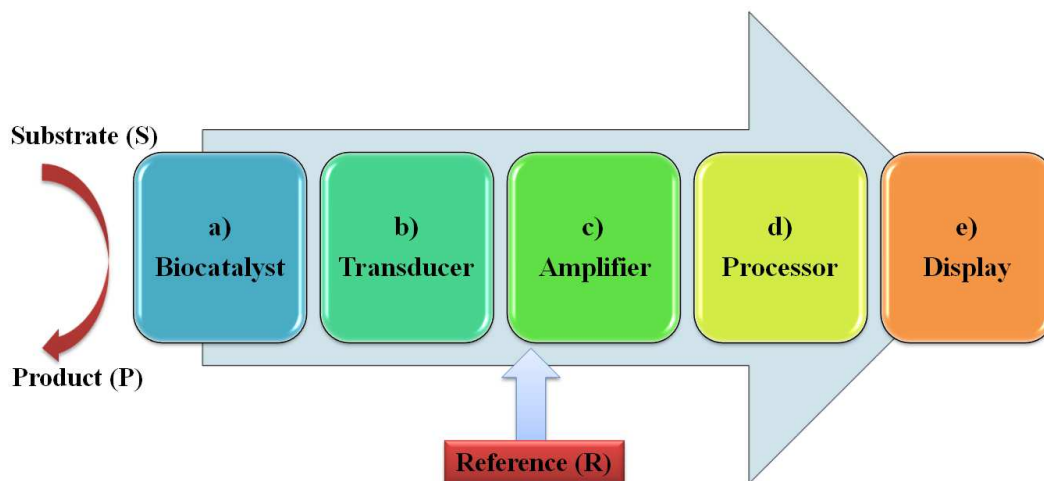 Substrate (S)
a)
Biocatalyst
b)
Transducer
c)
Amplifier
d)
Processor
e)
Display
Product (P)
Reference (R)